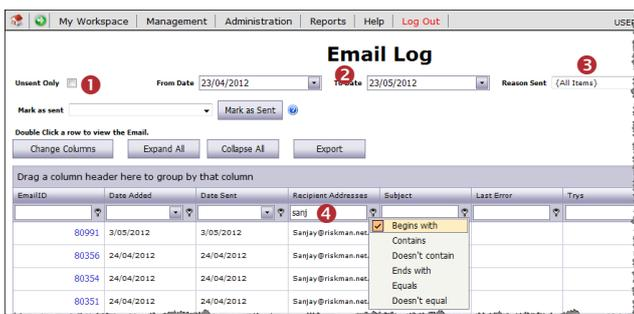 My Workspace | Management | Administration | Reports | Help | Log Out | USE
Email Log
Unsent Only 1 From Date 23/04/2012 2 To Date 23/05/2012 3 Reason Sent {All Items}
Mark as sent Mark as Sent
Double Click a row to view the Email.
Change Columns Expand All Collapse All Export
Drag a column header here to group by that column
EmailID Date Added Date Sent Recipient Addresses Subject Last Error Trys
sanj 4
80991 3/05/2012 3/05/2012 Sanjay@riskman.net. Begins with
Contains
80356 24/04/2012 24/04/2012 Sanjay@riskman.net. Doesn't contain
Ends with
80354 24/04/2012 24/04/2012 Sanjay@riskman.net. Equals
80351 24/04/2012 24/04/2012 Sanjay@riskman.net. Doesn't equal